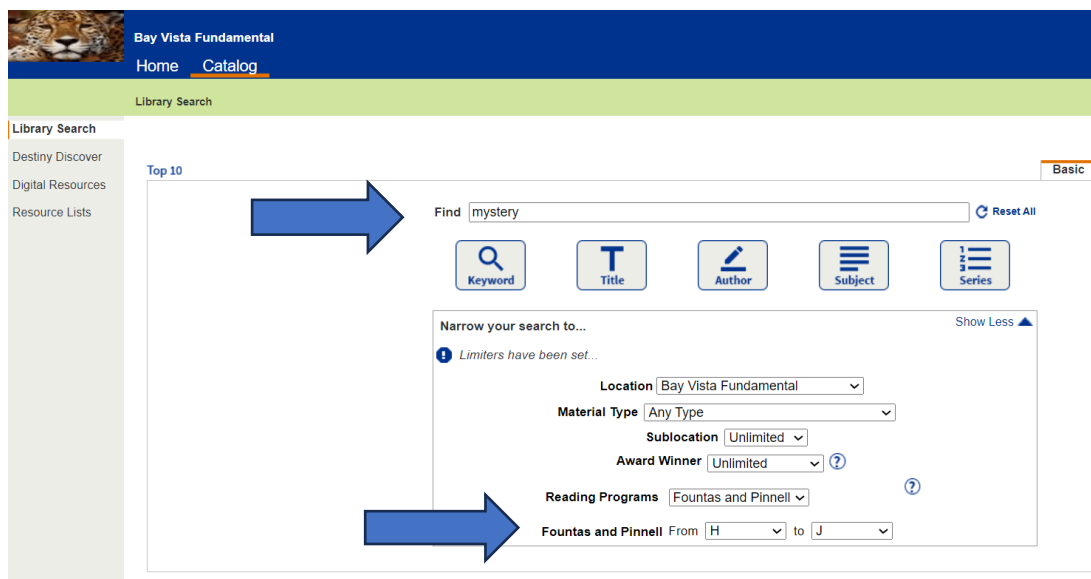 Bay Vista Fundamental
Home Catalog
Library Search
Library Search
Destiny Discover
Digital Resources
Resource Lists
Top 10
Basic
Find mystery Reset All
Keyword Title Author Subject Series
Narrow your search to... Show Less
Limiters have been set...
Location Bay Vista Fundamental
Material Type Any Type
Sublocation Unlimited
Award Winner Unlimited ?
Reading Programs Fountas and Pinnell ?
Fountas and Pinnell From H to J